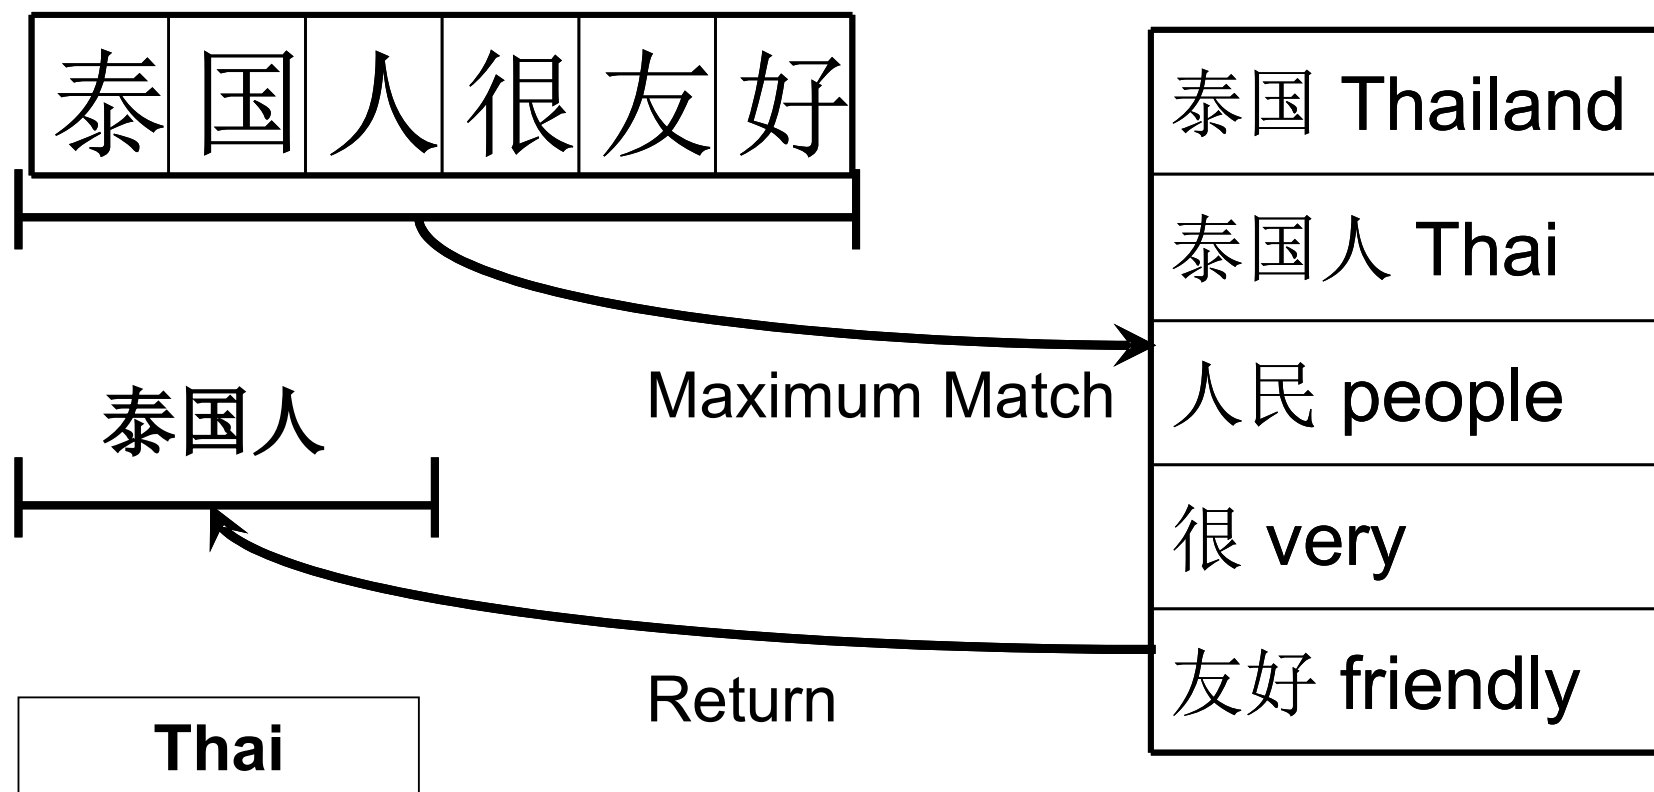 泰国人很友好
泰国 Thailand
泰国人 Thai
人民 people
很 very
友好 friendly
Maximum Match
泰国人
Return
Thai